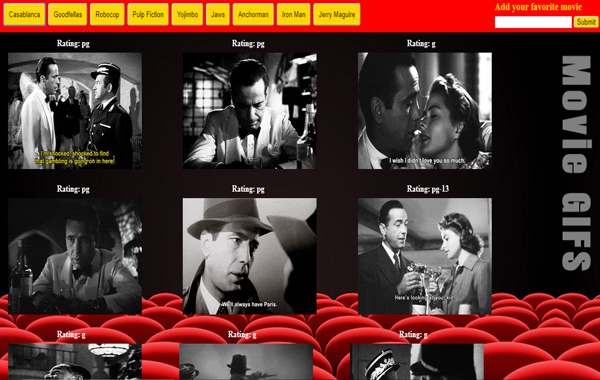 Casablanca Goodfellas Robocop Pulp Fiction Yojimbo Jaws Anchorman Iron Man Jerry Maguire
Add your favorite movie
Submit
Rating: pg Rating: pg Rating: g
I'm shocked, shocked to find
that gambling is going on in here!
I wish I didn't love you so much.
Rating: pg Rating: pg Rating: pg-13
-We'll always have Paris.
Here's looking at you, kid.
Rating: g Rating: g Rating: g
Movie GIFS